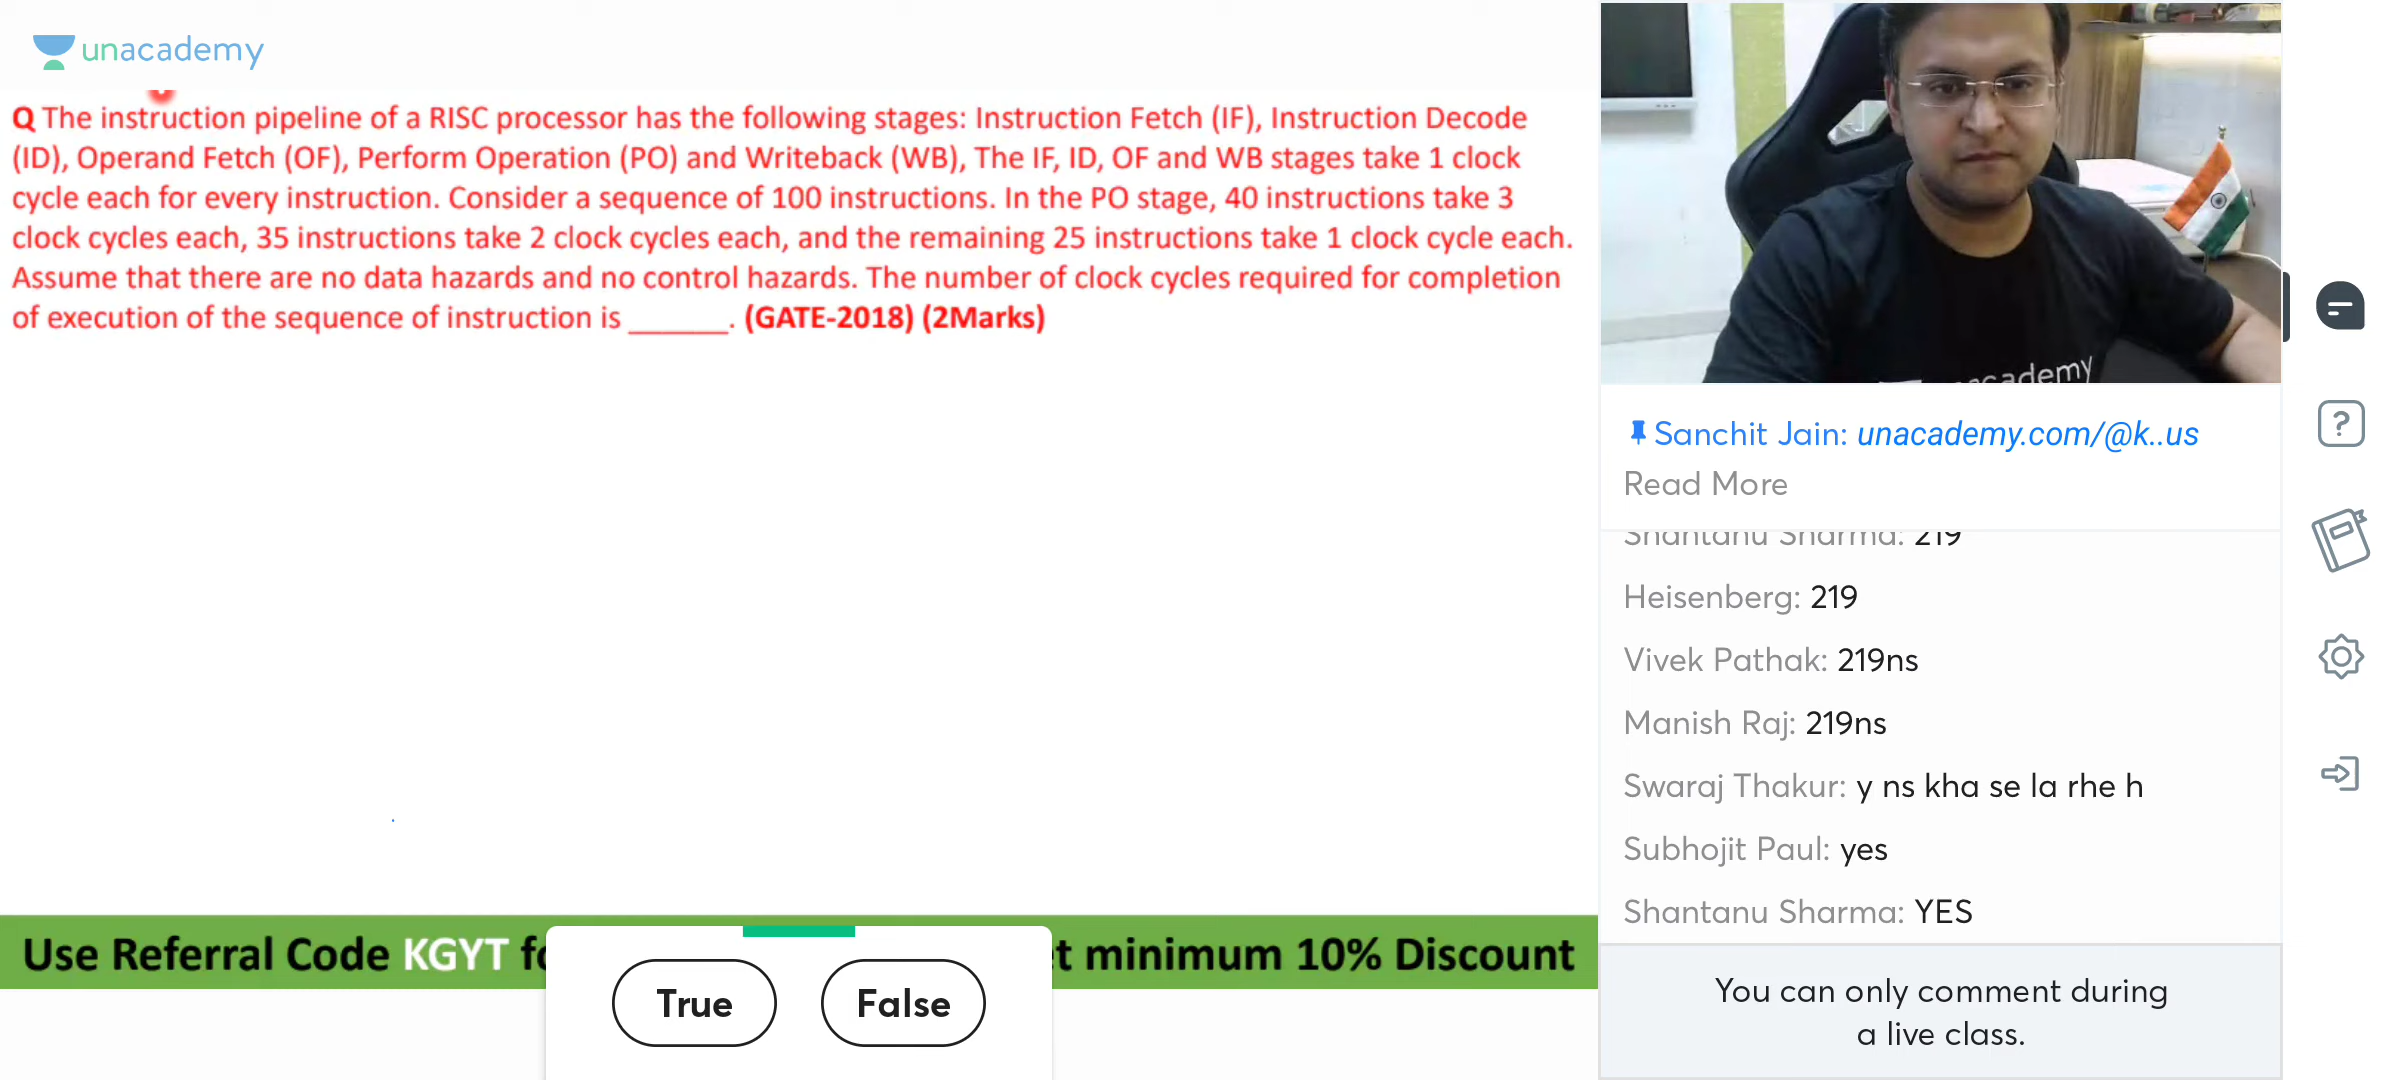 unacademy
Q The instruction pipeline of a RISC processor has the following stages: Instruction Fetch (IF), Instruction Decode
(ID), Operand Fetch (OF), Perform Operation (PO) and Writeback (WB), The IF, ID, OF and WB stages take 1 clock
cycle each for every instruction. Consider a sequence of 100 instructions. In the PO stage, 40 instructions take 3
clock cycles each, 35 instructions take 2 clock cycles each, and the remaining 25 instructions take 1 clock cycle each.
Assume that there are no data hazards and no control hazards. The number of clock cycles required for completion
of execution of the sequence of instruction is ______. (GATE-2018) (2Marks)
Use Referral Code KGYT
minimum 10% Discount
True
False
academy
Sanchit Jain: unacademy.com/@k..us
Read More
Shantanu Sharma: 219
Heisenberg: 219
Vivek Pathak: 219ns
Manish Raj: 219ns
Swaraj Thakur: y ns kha se la rhe h
Subhojit Paul: yes
Shantanu Sharma: YES
You can only comment during
a live class.